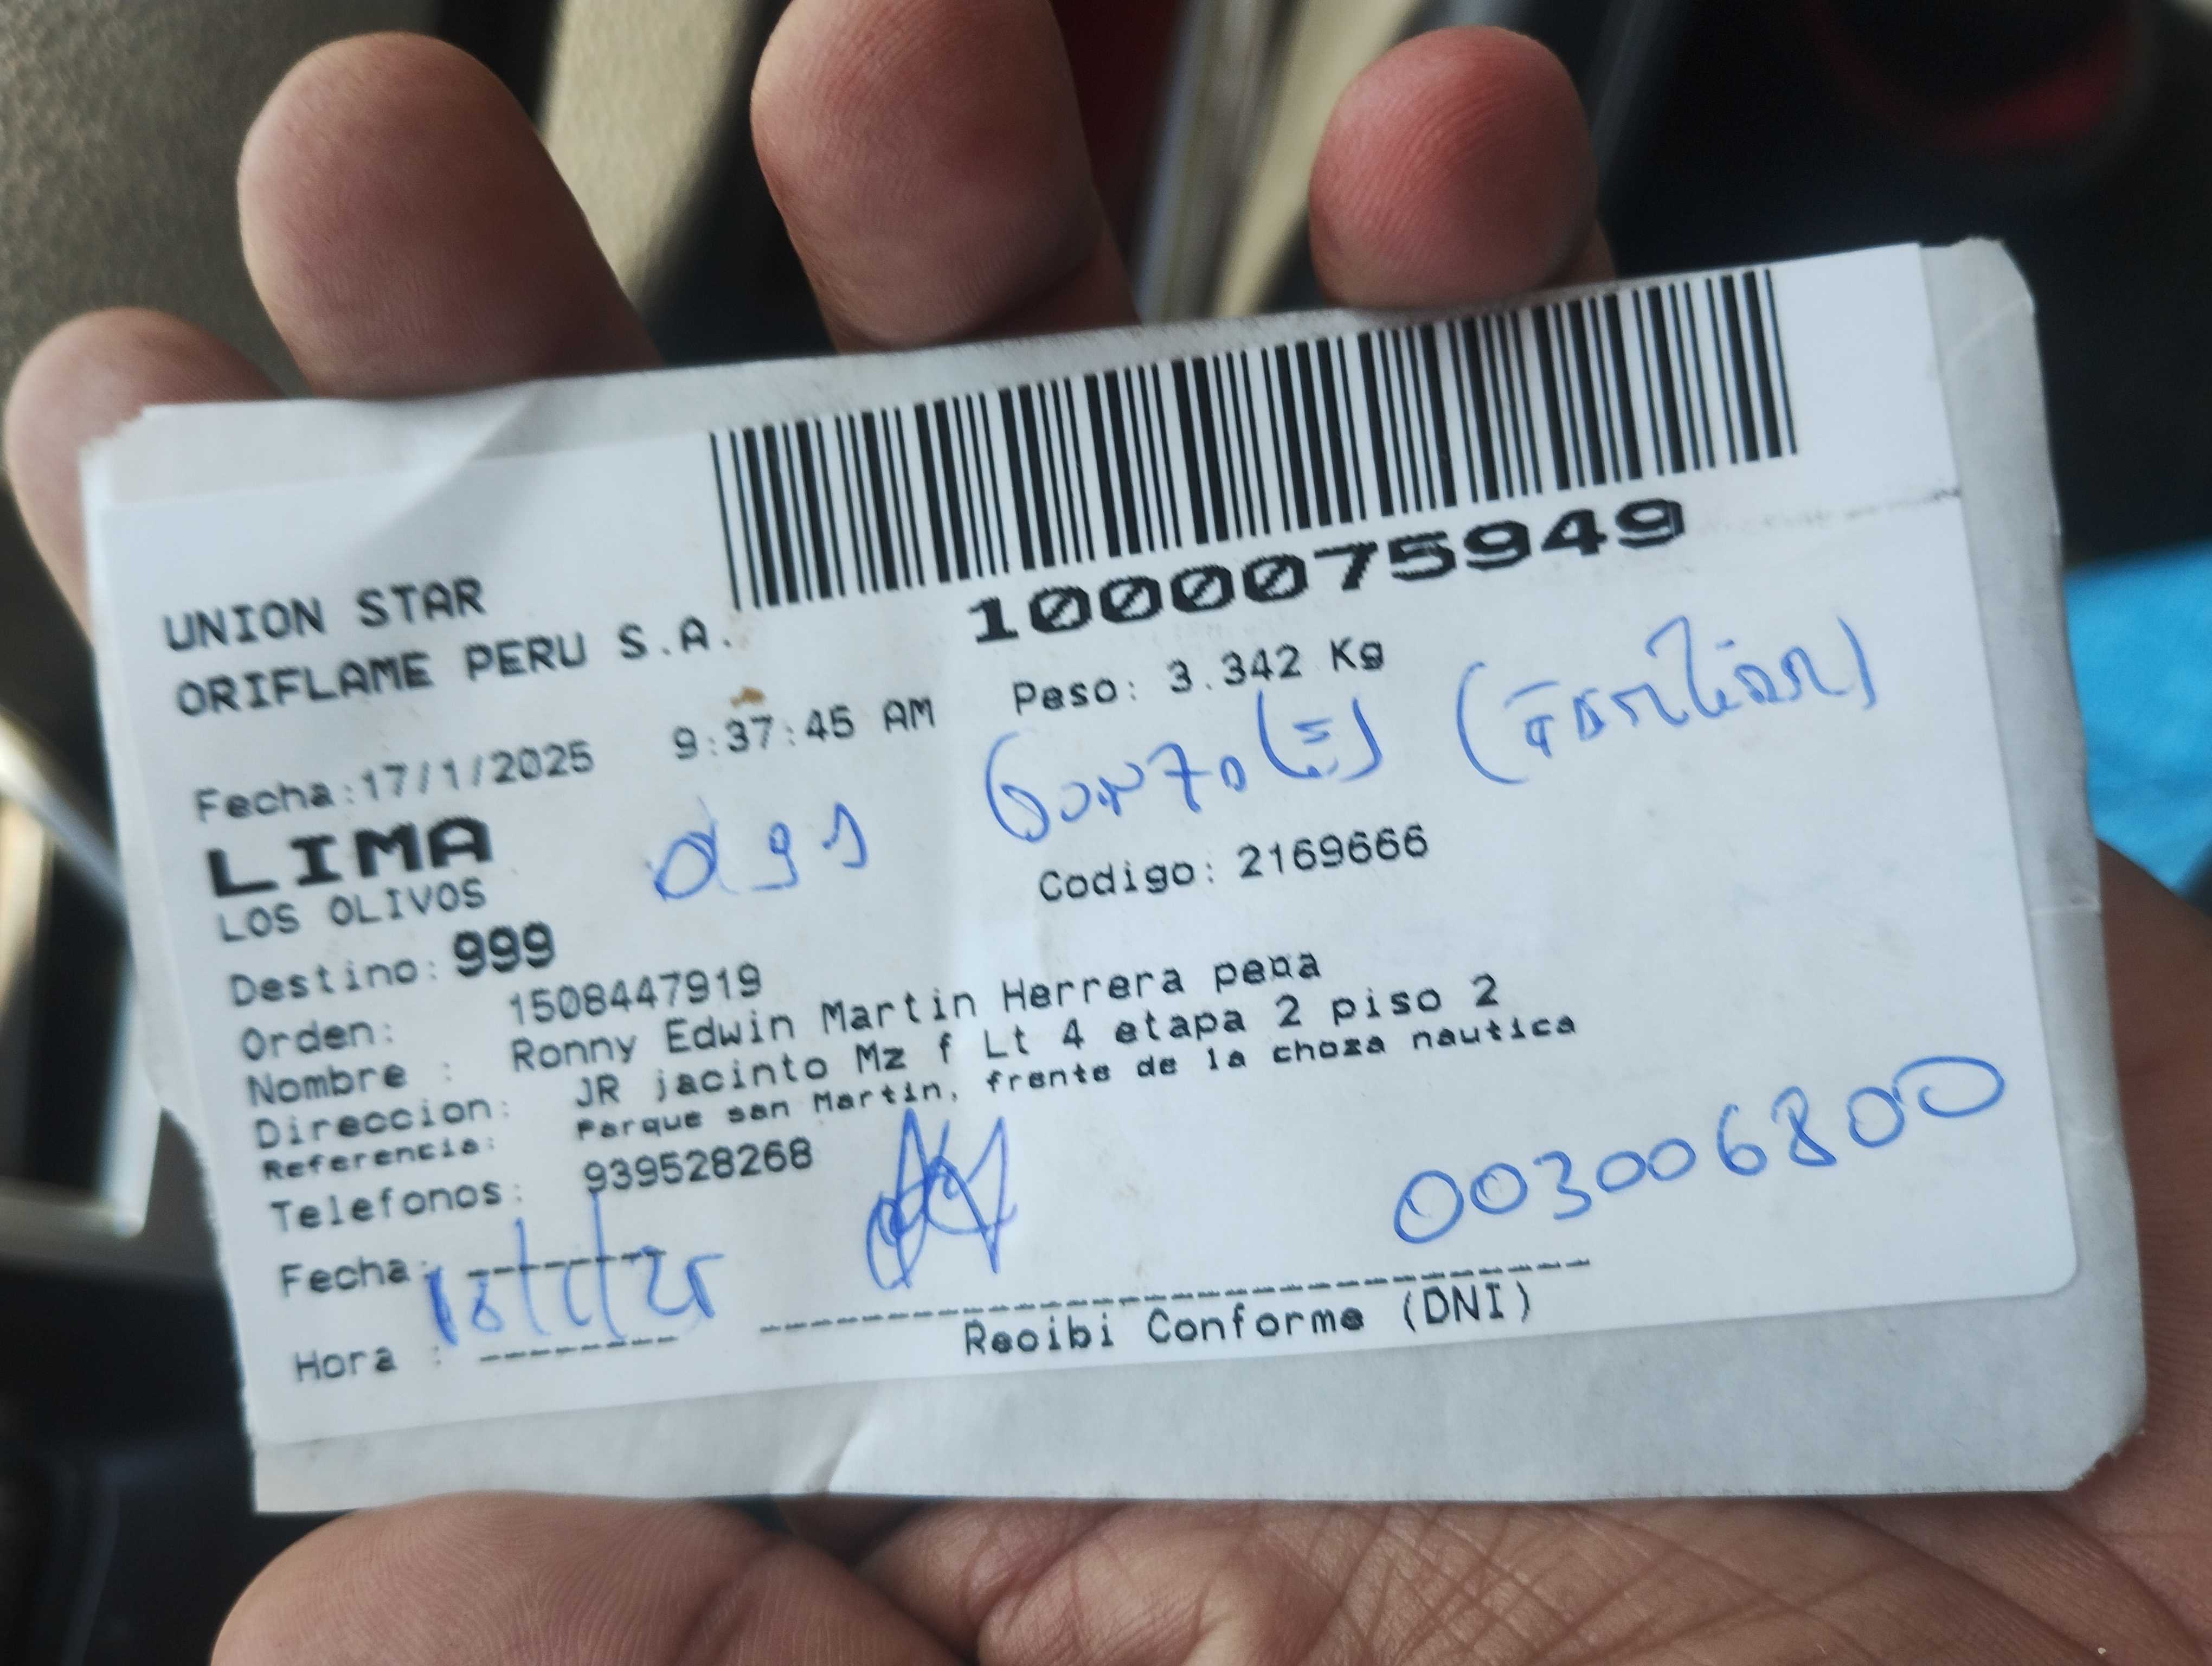 1000075949
UNION STAR
ORIFLAME PERU S.A.
Fecha:17/1/2025 9:37:45 AM Peso: 3.342 Kg
LIMA
LOS OLIVOS
Codigo: 2169666
Destino: 999
Orden: 1508447919
Nombre : Ronny Edwin Martin Herrera pena
Direccion: JR jacinto Mz f Lt 4 etapa 2 piso 2
Referencia: Parque san Martin, frente de la choza nautica
Telefonos: 939528268
003006800
Fecha:
Hora :
Recibi Conforme (DNI)